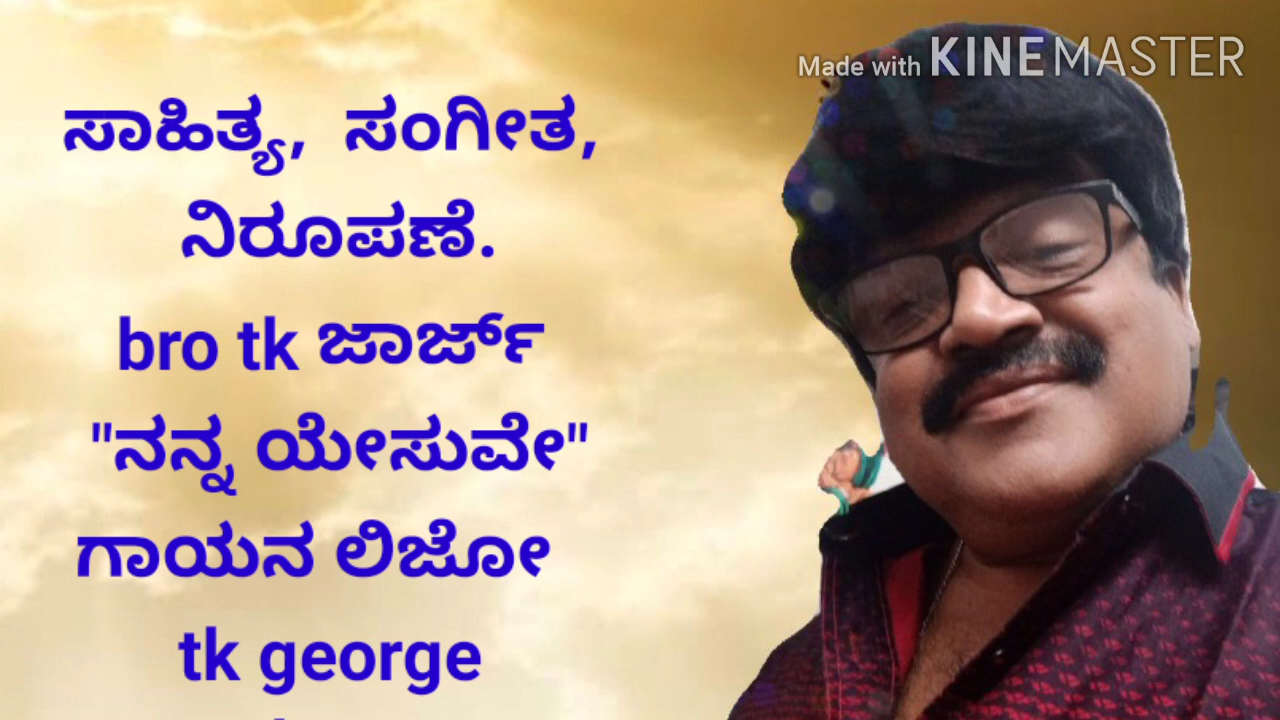 Made with KINEMASTER
ಸಾಹಿತ್ಯ, ಸಂಗೀತ,
ನಿರೂಪಣೆ.
bro tk ಜಾರ್ಜ್
"ನನ್ನ ಯೇಸುವೇ"
ಗಾಯನ ಲಿಜೋ
tk george